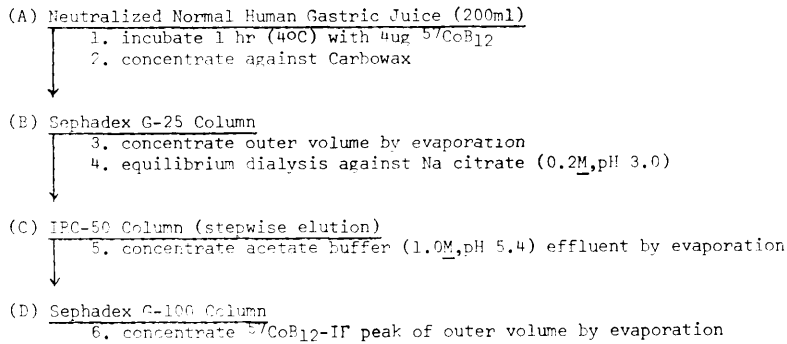 (A) Neutralized Normal Human Gastric Juice (200ml)
1. incubate 1 hr (4°C) with 4ug 57CoB12
2. concentrate against Carbowax
(B) Sephadex G-25 Column
3. concentrate outer volume by evaporation
4. equilibrium dialysis against Na citrate (0.2M,pH 3.0)
(C) IRC-50 Column (stepwise elution)
5. concentrate acetate buffer (1.0M,pH 5.4) effluent by evaporation
(D) Sephadex G-100 Column
6. concentrate 57CoB12-IF peak of outer volume by evaporation